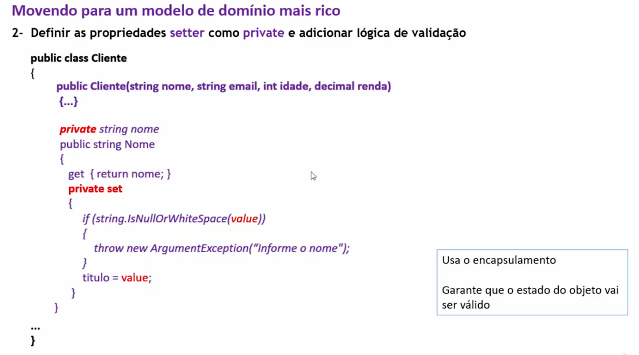 Movendo para um modelo de domínio mais rico
2- Definir as propriedades setter como private e adicionar lógica de validação
public class Cliente
{
public Cliente(string nome, string email, int idade, decimal renda)
{...}
private string nome
public string Nome
{
get { return nome; }
private set
{
if (string.IsNullOrWhiteSpace(value))
{
throw new ArgumentException(“Informe o nome");
}
titulo = value;
}
}
...
}
Usa o encapsulamento
Garante que o estado do objeto vai
ser válido